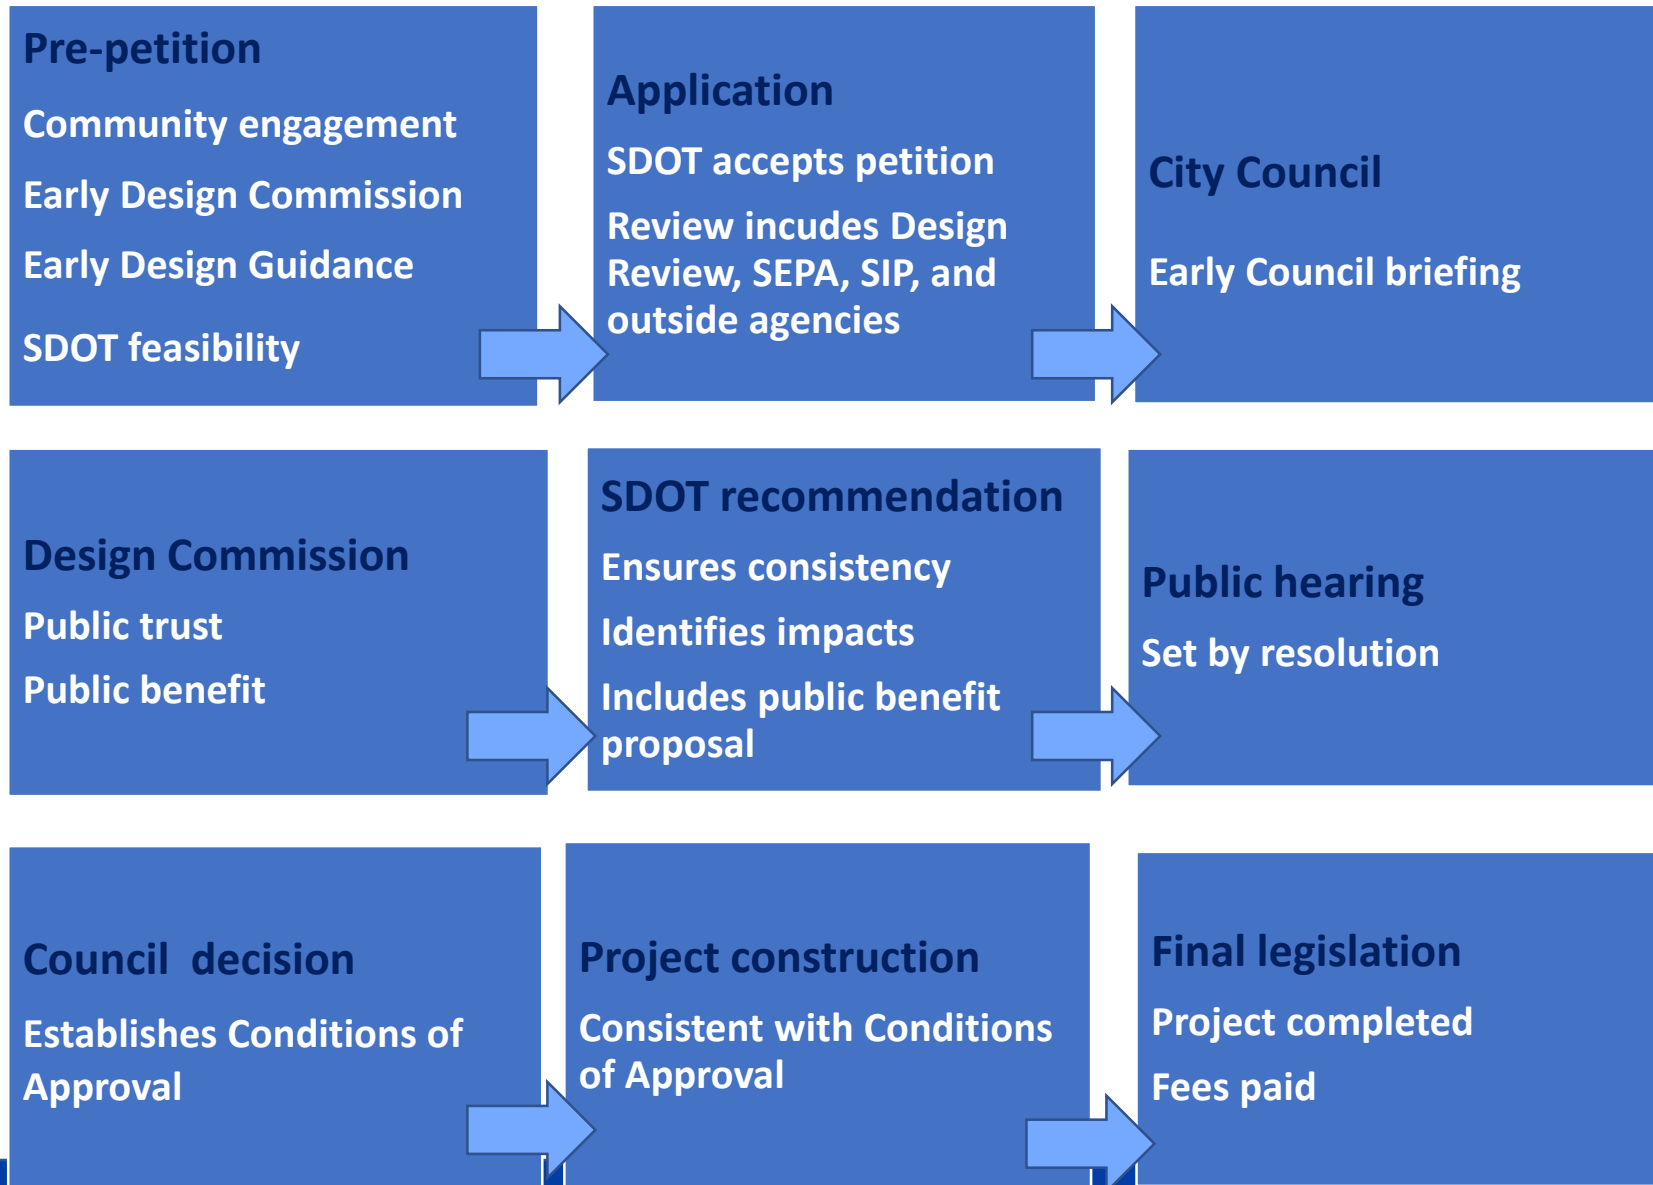 Pre-petition
Community engagement
Early Design Commission
Early Design Guidance
SDOT feasibility
Application
SDOT accepts petition
Review incudes Design
Review, SEPA, SIP, and
outside agencies
City Council
Early Council briefing
Design Commission
Public trust
Public benefit
SDOT recommendation
Ensures consistency
Identifies impacts
Includes public benefit
proposal
Public hearing
Set by resolution
Council  decision
Establishes Conditions of
Approval
Project construction
Consistent with Conditions
of Approval
Final legislation
Project completed
Fees paid